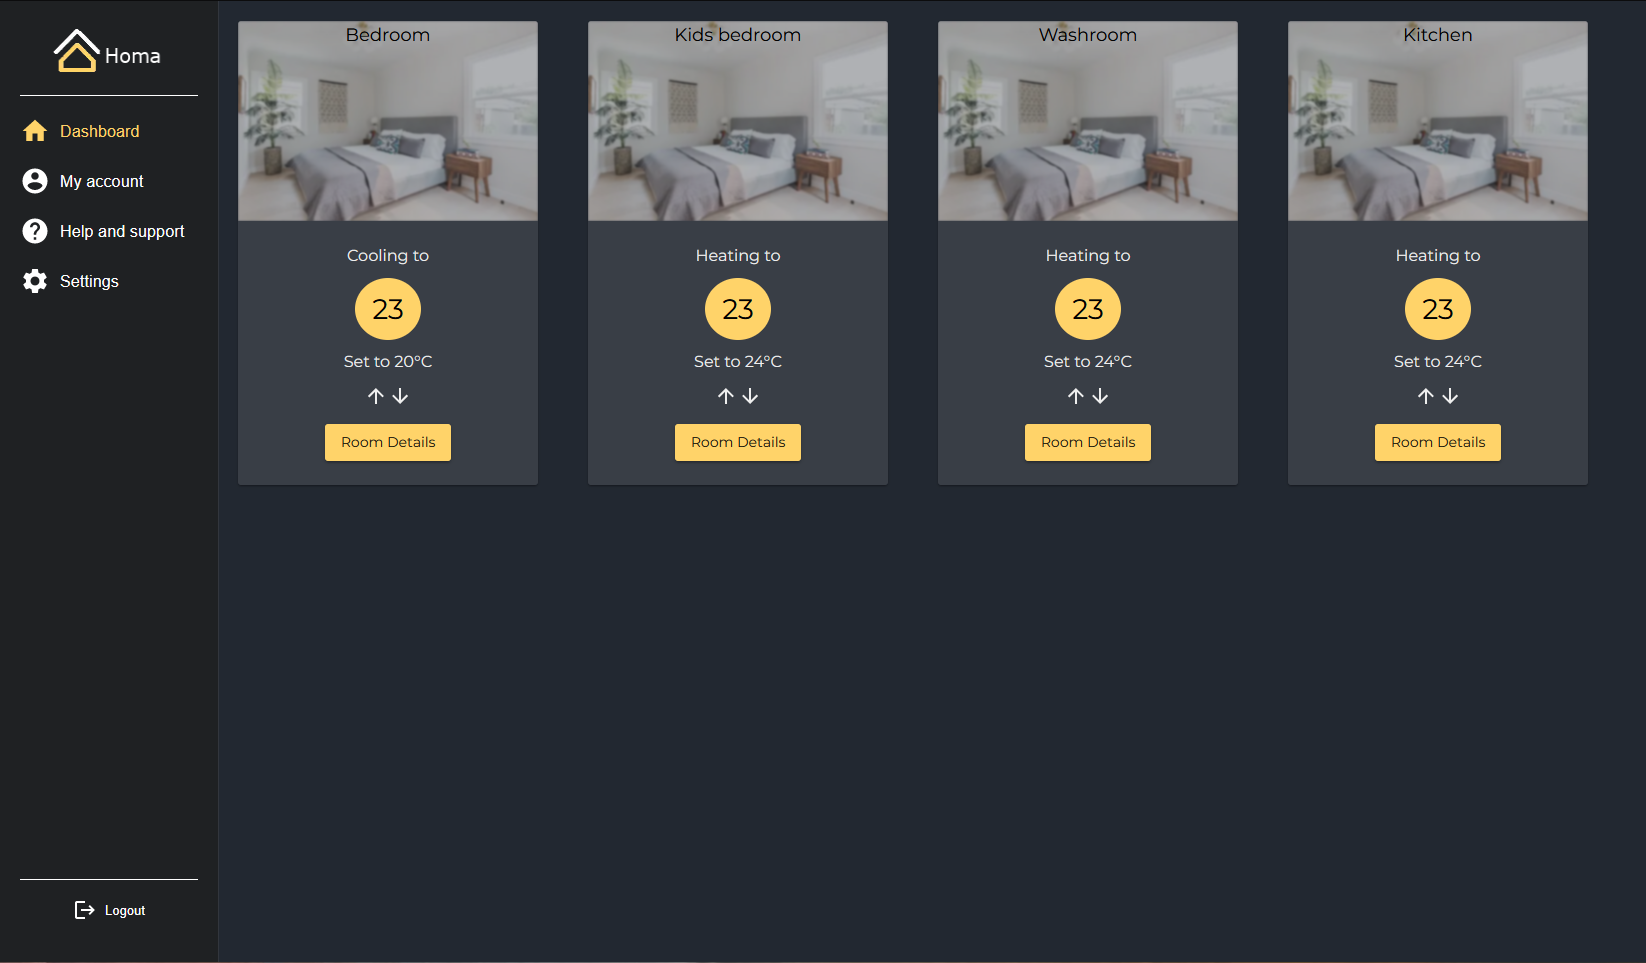 Homa
Dashboard
My account
Help and support
Settings
Logout
Bedroom
Cooling to
23
Set to 20°C
Room Details
Kids bedroom
Heating to
23
Set to 24°C
Room Details
Washroom
Heating to
23
Set to 24°C
Room Details
Kitchen
Heating to
23
Set to 24°C
Room Details